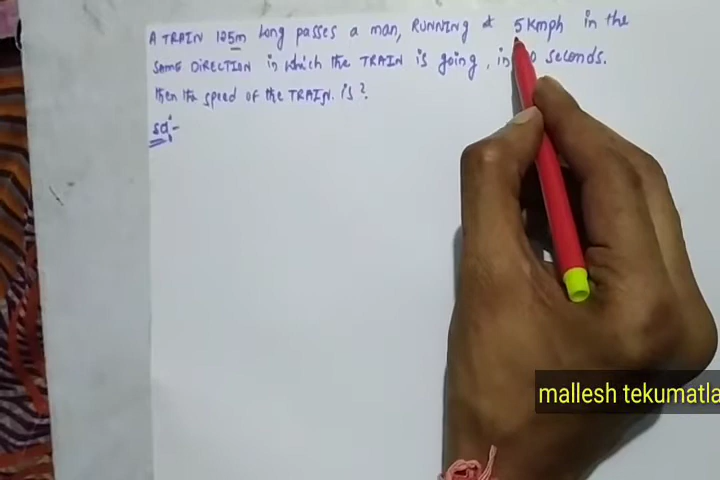 A TRAIN 125m long passes a man, RUNNING at 5kmph in the
SAME DIRECTION in which the TRAIN is going, in seconds.
then the speed of the TRAIN. is?
Sol:-
mallesh tekumatla